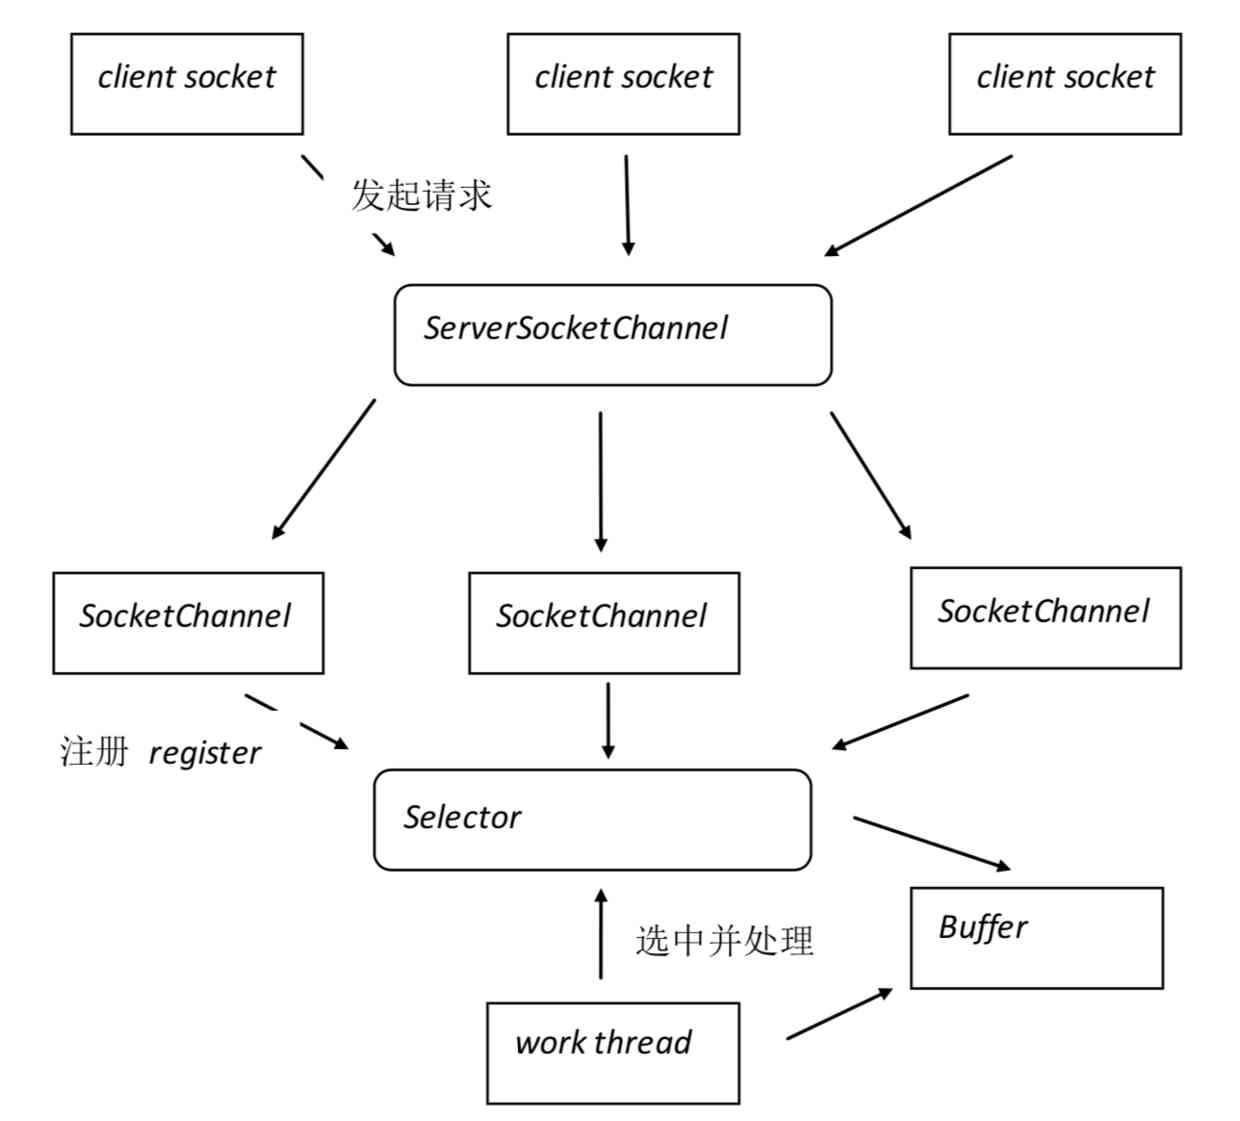 client socket
client socket
client socket
发起请求
ServerSocketChannel
SocketChannel
SocketChannel
SocketChannel
注册 register
Selector
Buffer
选中并处理
work thread